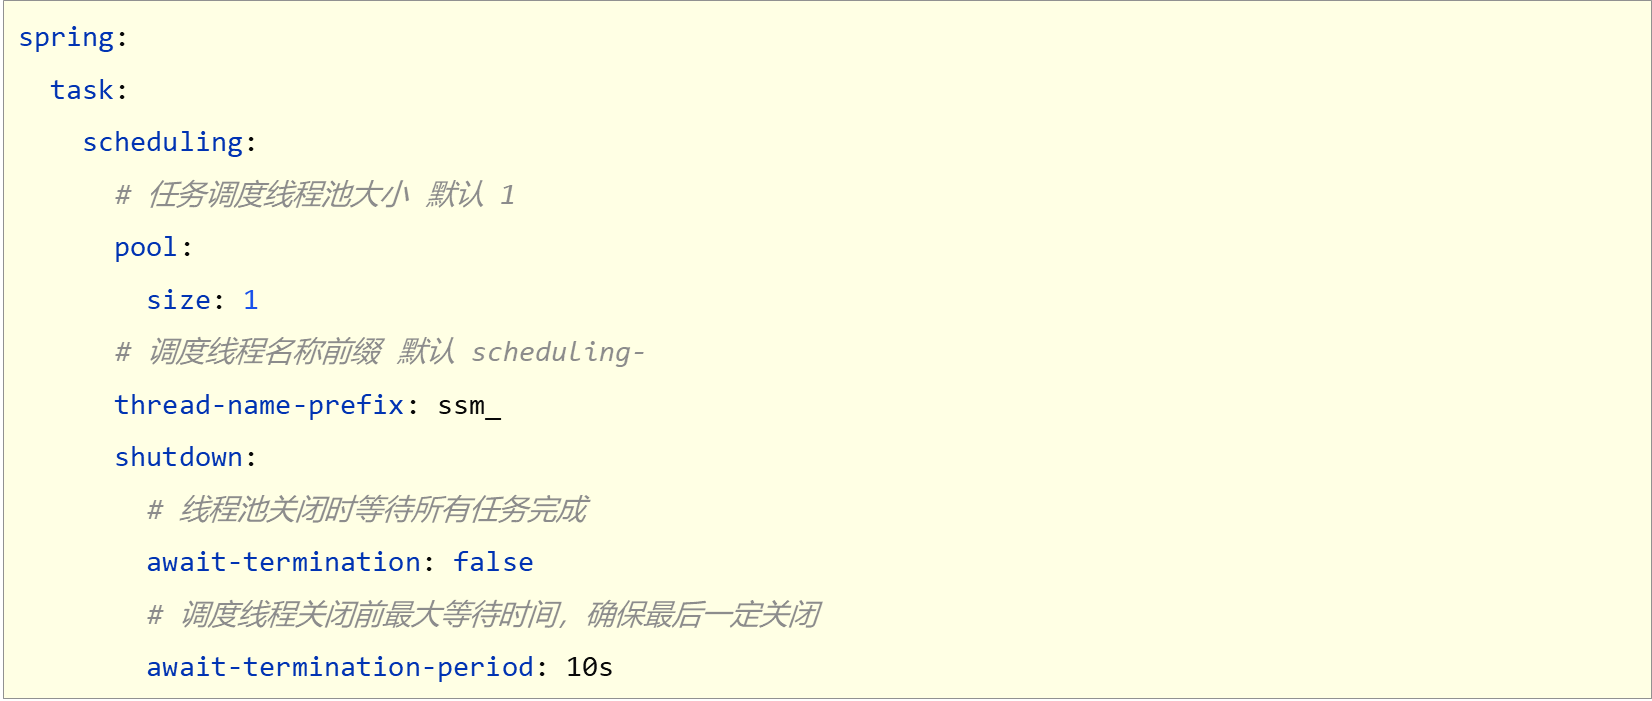 spring:
  task:
    scheduling:
      # 任务调度线程池大小 默认 1
      pool:
        size: 1
      # 调度线程名称前缀 默认 scheduling-
      thread-name-prefix: ssm_
      shutdown:
        # 线程池关闭时等待所有任务完成
        await-termination: false
        # 调度线程关闭前最大等待时间，确保最后一定关闭
        await-termination-period: 10s